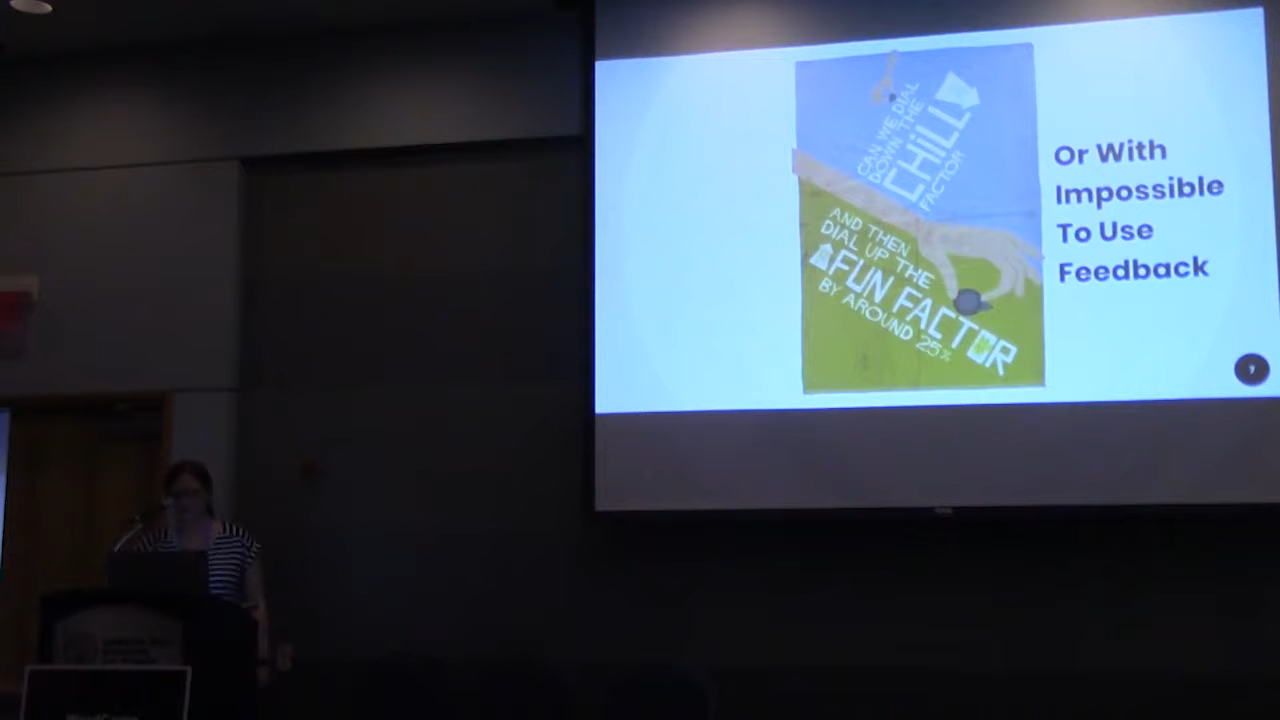 CAN WE DIAL
DOWN THE
CHiLL
FACTOR
AND THEN
DIAL UP THE
FUN FACTOR
BY AROUND 25%
Or With
Impossible
To Use
Feedback